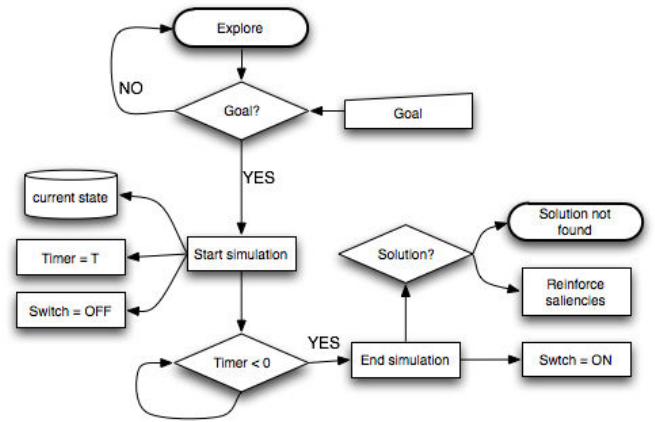 Explore
NO
Goal?
Goal
YES
current state
Solution not
found
Timer = T
Start simulation
Solution?
Reinforce
saliencies
Switch = OFF
Timer < 0
YES
End simulation
Swtch = ON